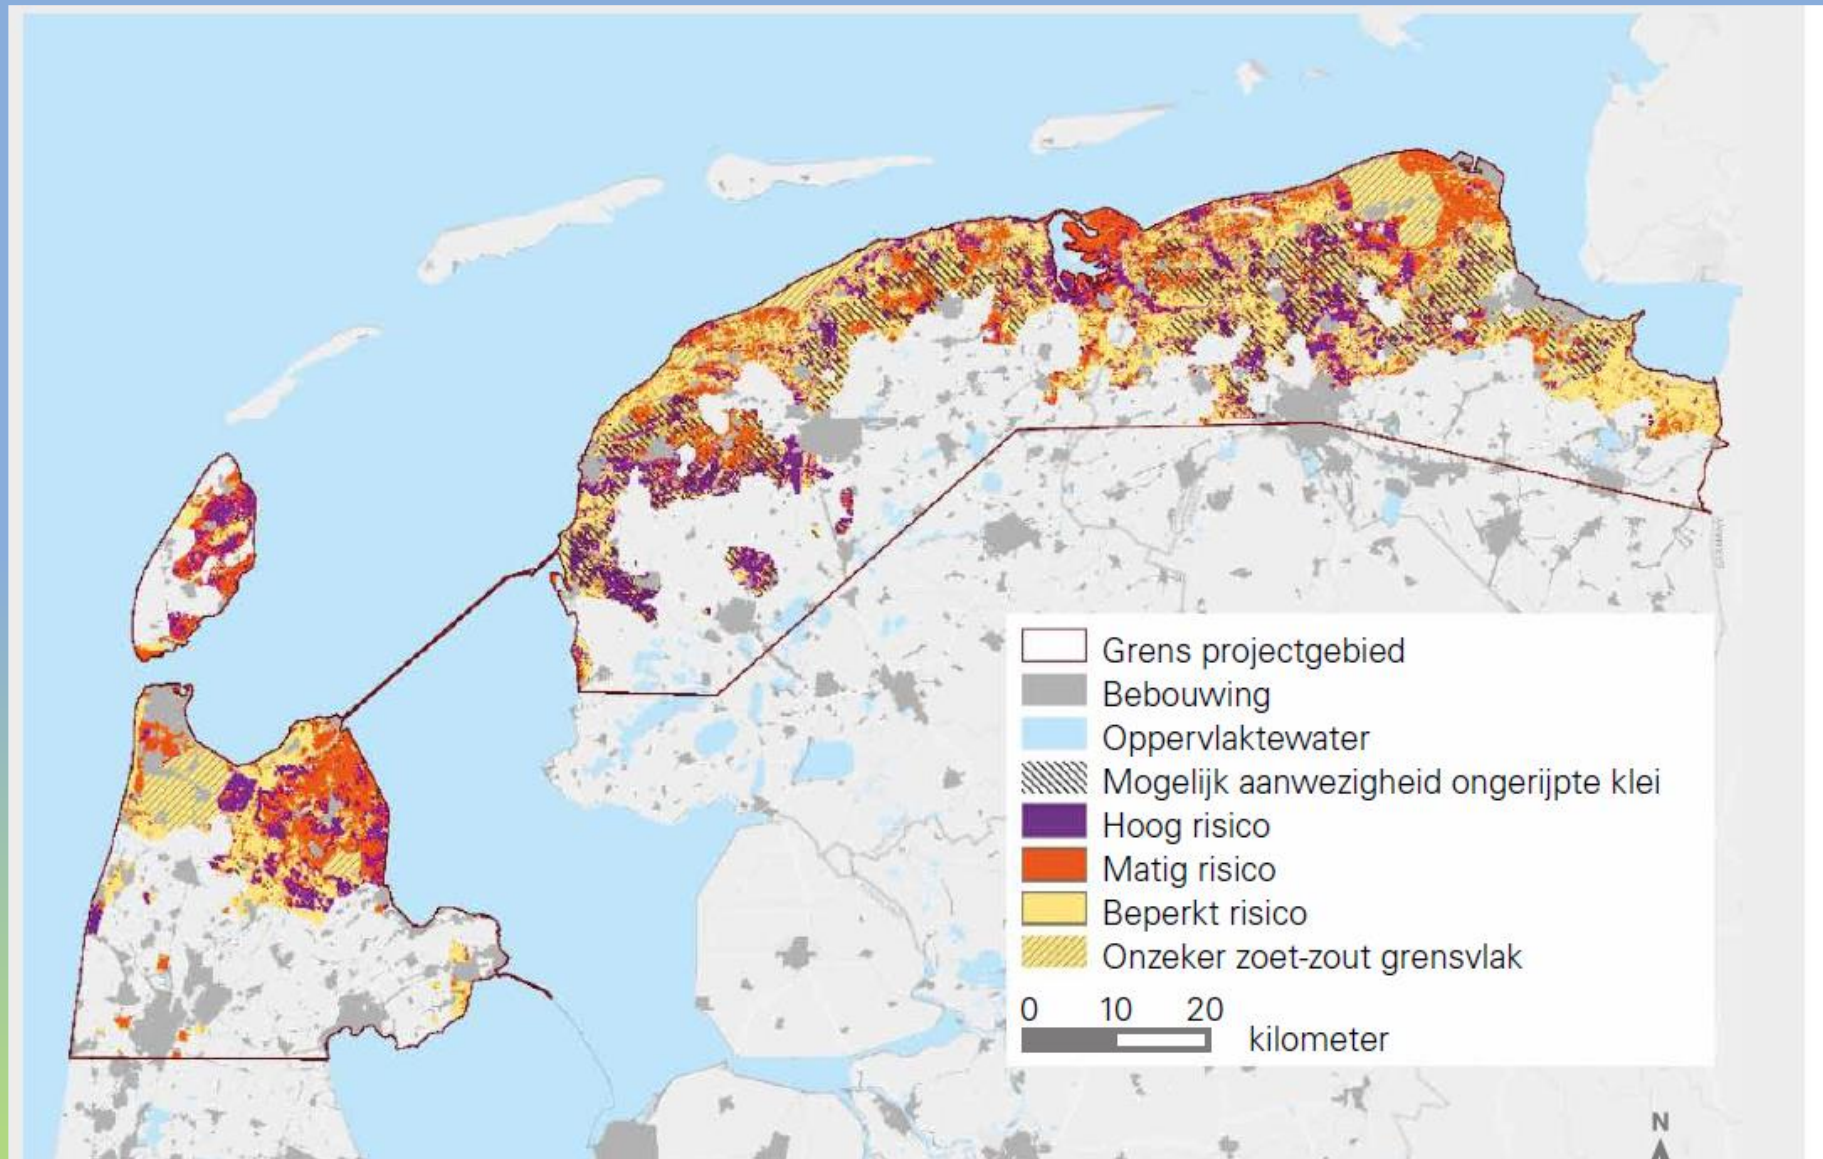 Grens projectgebied
Bebouwing
Oppervlaktewater
Mogelijk aanwezigheid ongerijpte klei
Hoog risico
Matig risico
Beperkt risico
Onzeker zoet-zout grensvlak
0 10 20
kilometer
N